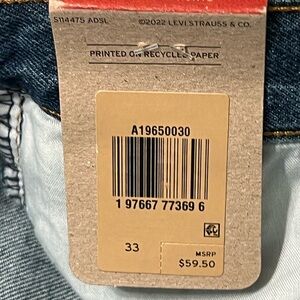 S114475 ADSL ©2022 LEVI STRAUSS & CO.
PRINTED ON RECYCLED PAPER
A19650030
1 97667 77369 6
33
MSRP
$59.50